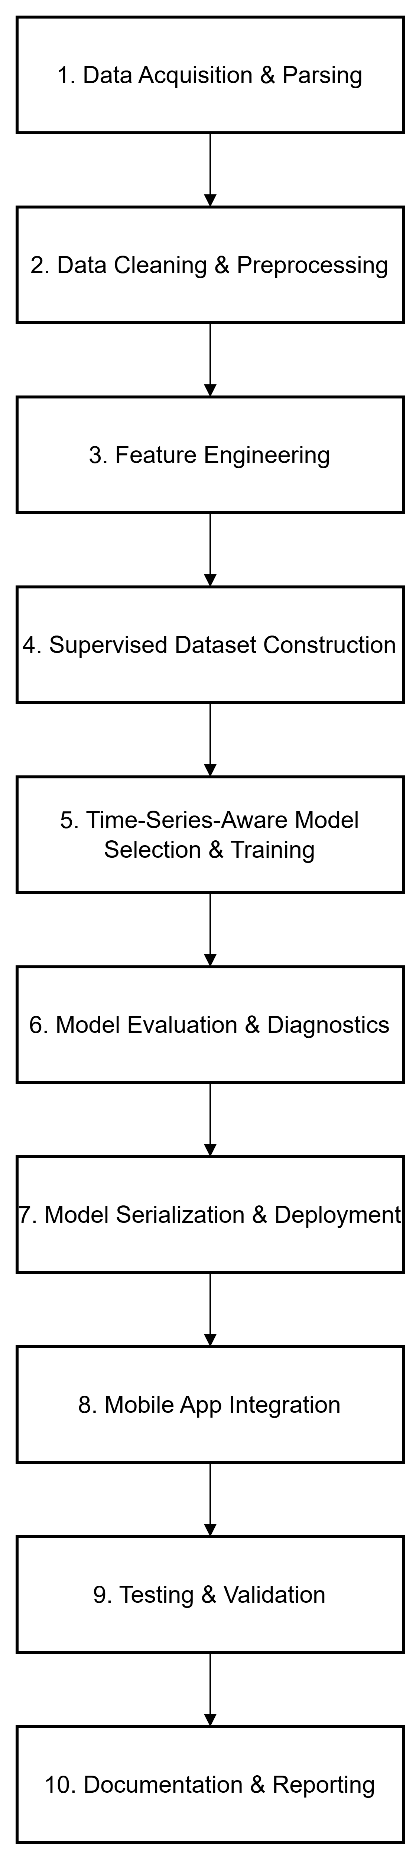 1. Data Acquisition & Parsing
2. Data Cleaning & Preprocessing
3. Feature Engineering
4. Supervised Dataset Construction
5. Time-Series-Aware Model
Selection & Training
6. Model Evaluation & Diagnostics
7. Model Serialization & Deployment
8. Mobile App Integration
9. Testing & Validation
10. Documentation & Reporting